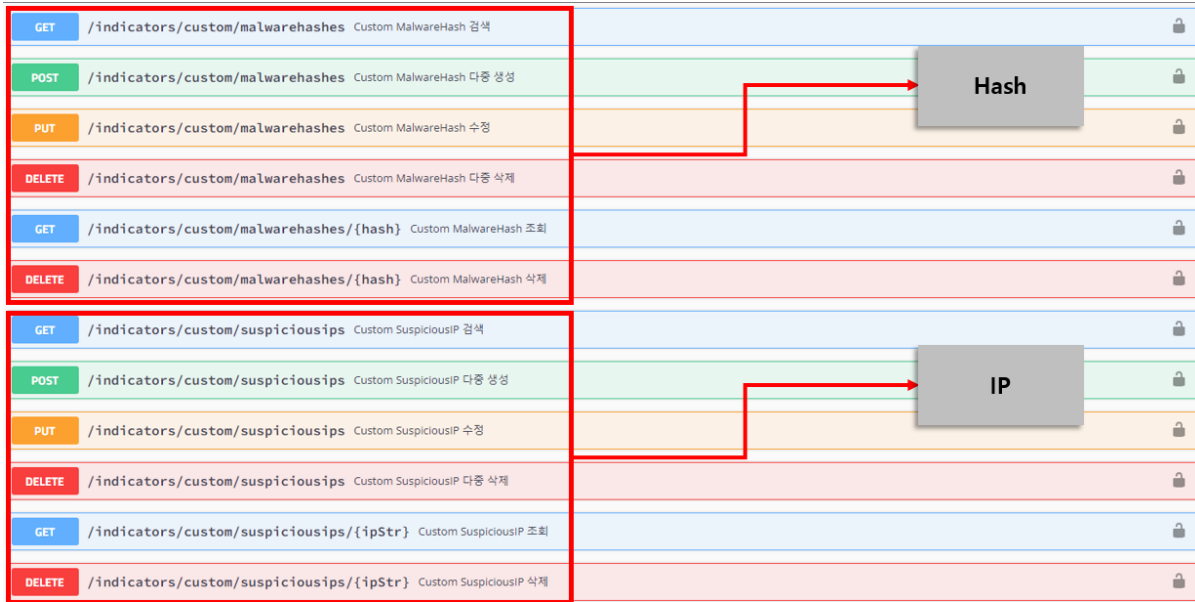 GET /indicators/custom/malwarehashes Custom MalwareHash 검색
POST /indicators/custom/malwarehashes Custom MalwareHash 다중 생성
PUT /indicators/custom/malwarehashes Custom MalwareHash 수정
DELETE /indicators/custom/malwarehashes Custom MalwareHash 다중 삭제
GET /indicators/custom/malwarehashes/{hash} Custom MalwareHash 조회
DELETE /indicators/custom/malwarehashes/{hash} Custom MalwareHash 삭제
Hash
GET /indicators/custom/suspiciousips Custom SuspiciousIP 검색
POST /indicators/custom/suspiciousips Custom SuspiciousIP 다중 생성
PUT /indicators/custom/suspiciousips Custom SuspiciousIP 수정
DELETE /indicators/custom/suspiciousips Custom SuspiciousIP 다중 삭제
GET /indicators/custom/suspiciousips/{ipStr} Custom SuspiciousIP 조회
DELETE /indicators/custom/suspiciousips/{ipStr} Custom SuspiciousIP 삭제
IP